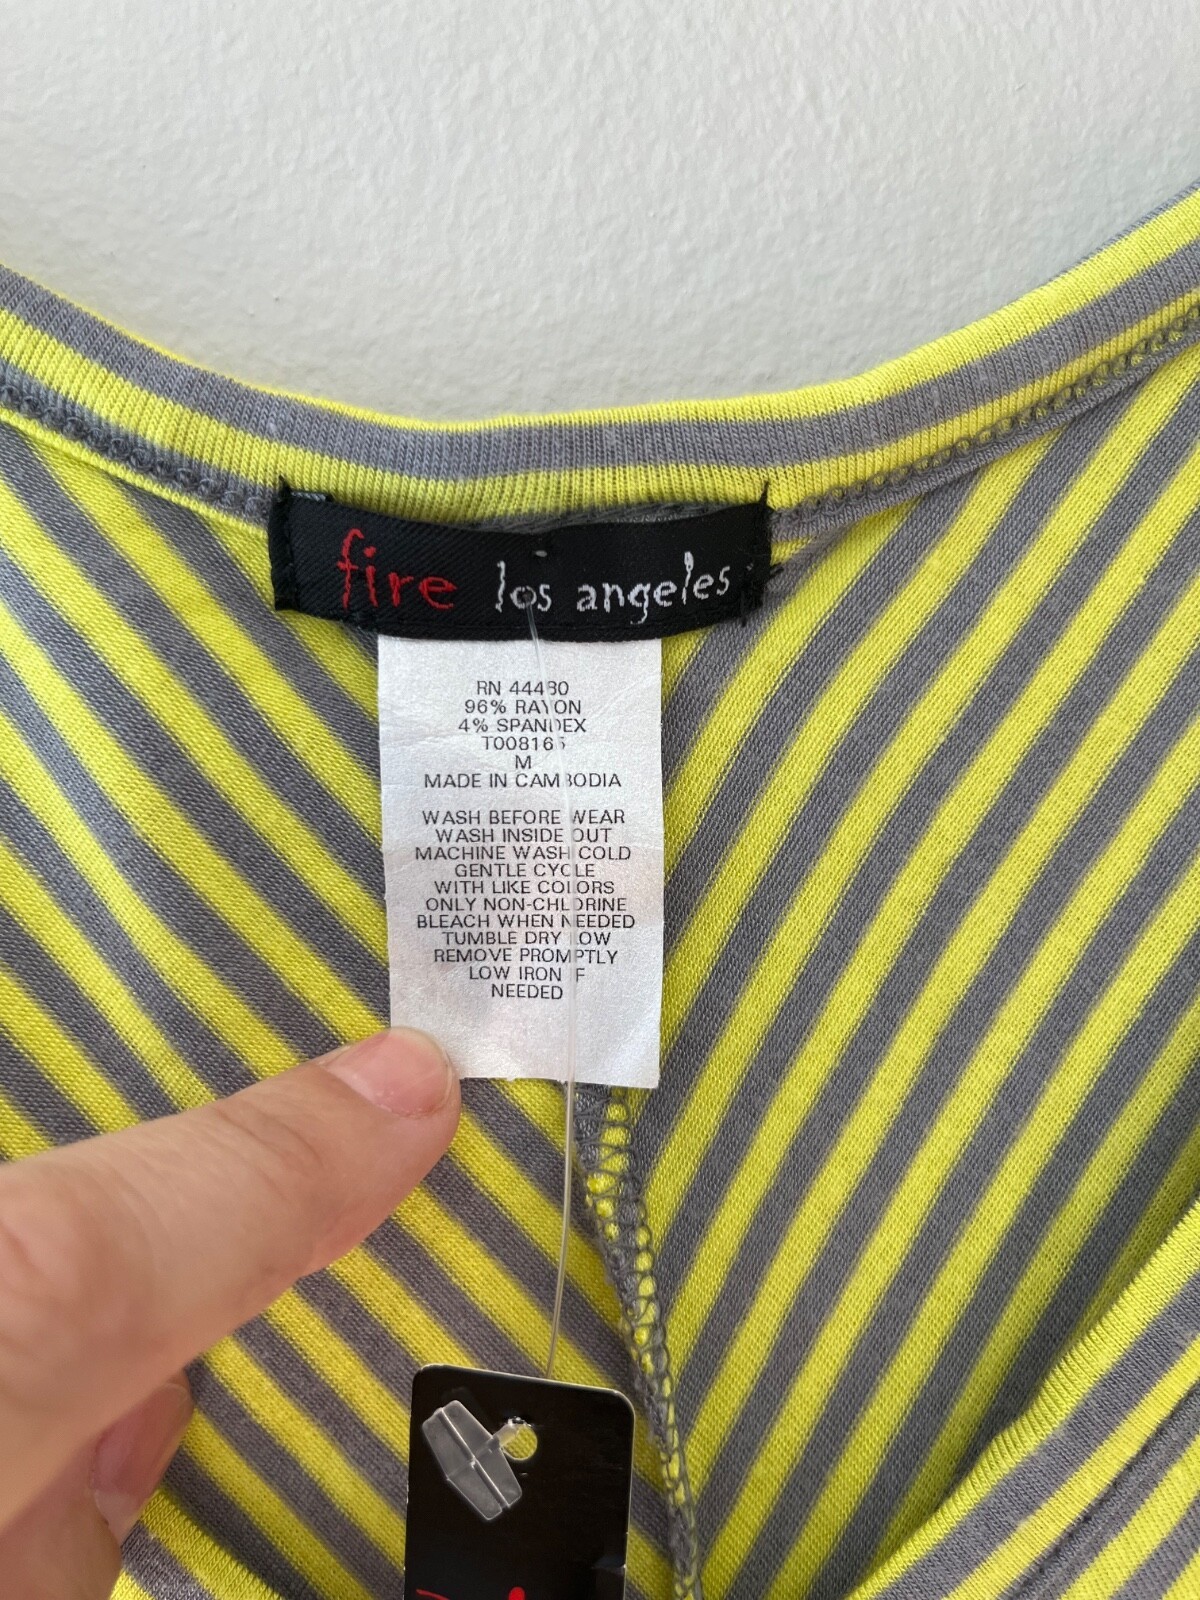 fire los angeles
RN 44480
96% RAYON
4% SPANDEX
T008165
M
MADE IN CAMBODIA
WASH BEFORE WEAR
WASH INSIDE OUT
MACHINE WASH COLD
GENTLE CYCLE
WITH LIKE COLORS
ONLY NON-CHLORINE
BLEACH WHEN NEEDED
TUMBLE DRY LOW
REMOVE PROMPTLY
LOW IRON IF
NEEDED